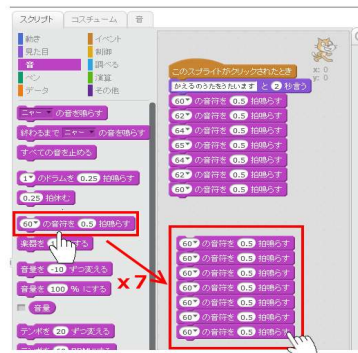 スクリプト コスチューム 音
動き イベント
見た目 制御
音 調べる
ペン 演算
データ その他
ニャー の音を鳴らす
終わるまで ニャー の音を鳴らす
すべての音を止める
1 のドラムを 0.25 拍鳴らす
0.25 拍休む
60 の音符を 0.5 拍鳴らす
楽器を 1 する
音量を -10 ずつ変える
音量を 100 % にする
音量
テンポを 20 ずつ変える
このスプライトがクリックされたとき
かえるのうたをうたいます と 2 秒言う
60 の音符を 0.5 拍鳴らす
62 の音符を 0.5 拍鳴らす
64 の音符を 0.5 拍鳴らす
65 の音符を 0.5 拍鳴らす
64 の音符を 0.5 拍鳴らす
62 の音符を 0.5 拍鳴らす
60 の音符を 0.5 拍鳴らす
x: 0
y: 0
x7
60 の音符を 0.5 拍鳴らす
60 の音符を 0.5 拍鳴らす
60 の音符を 0.5 拍鳴らす
60 の音符を 0.5 拍鳴らす
60 の音符を 0.5 拍鳴らす
60 の音符を 0.5 拍鳴らす
60 の音符を 0.5 拍鳴らす